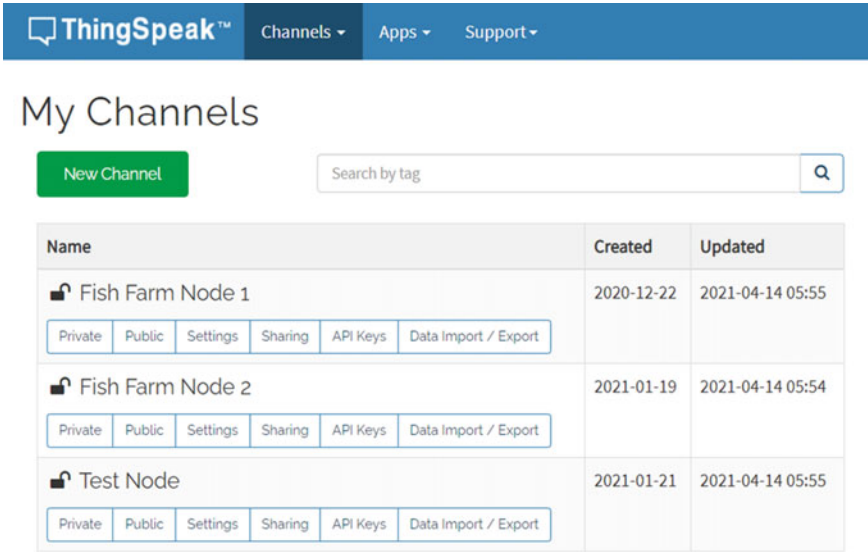 ThingSpeak™ Channels Apps Support
My Channels
New Channel Search by tag
Name Created Updated
Fish Farm Node 1 2020-12-22 2021-04-14 05:55
Private Public Settings Sharing API Keys Data Import / Export
Fish Farm Node 2 2021-01-19 2021-04-14 05:54
Private Public Settings Sharing API Keys Data Import / Export
Test Node 2021-01-21 2021-04-14 05:55
Private Public Settings Sharing API Keys Data Import / Export